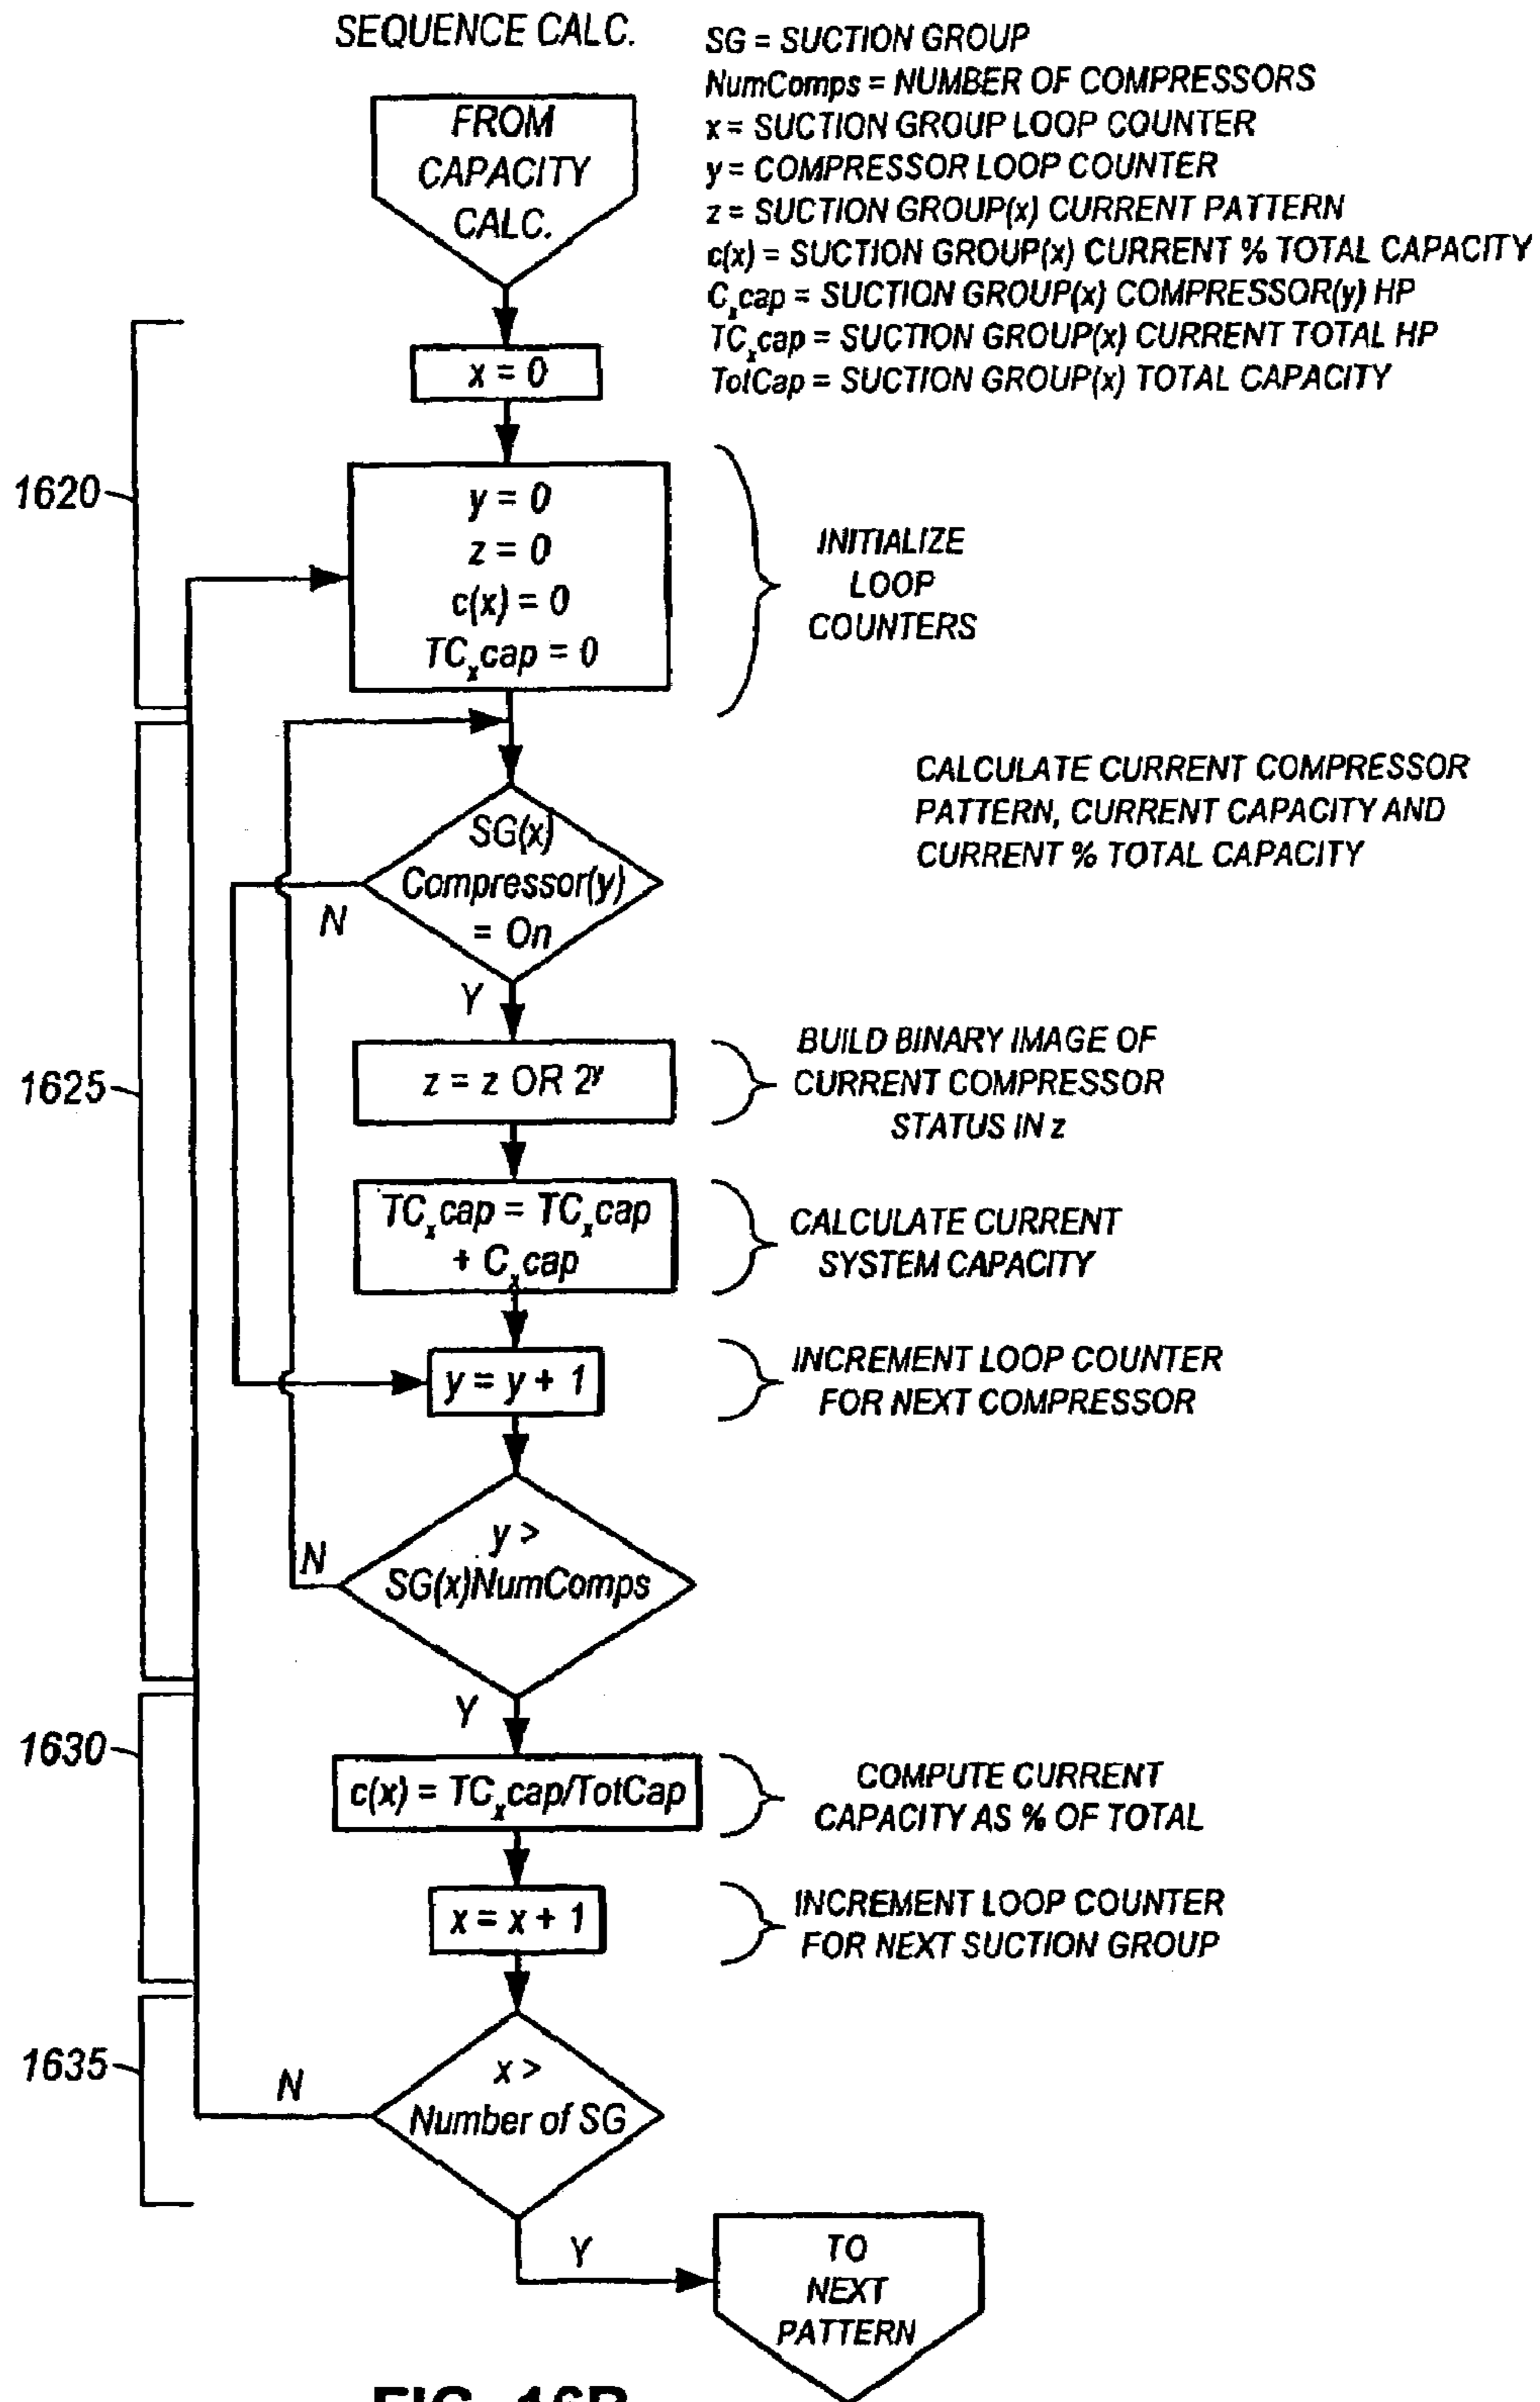 SEQUENCE CALC.
SG = SUCTION GROUP
NumComps = NUMBER OF COMPRESSORS
x = SUCTION GROUP LOOP COUNTER
y = COMPRESSOR LOOP COUNTER
z = SUCTION GROUP(x) CURRENT PATTERN
c(x) = SUCTION GROUP(x) CURRENT % TOTAL CAPACITY
Cxcap = SUCTION GROUP(x) COMPRESSOR(y) HP
TCxcap = SUCTION GROUP(x) CURRENT TOTAL HP
TotCap = SUCTION GROUP(x) TOTAL CAPACITY
FROM
CAPACITY
CALC.
x = 0
1620
y = 0
z = 0
c(x) = 0
TCxcap = 0
INITIALIZE
LOOP
COUNTERS
CALCULATE CURRENT COMPRESSOR
PATTERN, CURRENT CAPACITY AND
CURRENT % TOTAL CAPACITY
SG(x)
Compressor(y)
= On
N
Y
1625
z = z OR 2^y
BUILD BINARY IMAGE OF
CURRENT COMPRESSOR
STATUS IN z
TCxcap = TCxcap
+ Cxcap
CALCULATE CURRENT
SYSTEM CAPACITY
y = y + 1
INCREMENT LOOP COUNTER
FOR NEXT COMPRESSOR
y >
SG(x)NumComps
N
Y
1630
c(x) = TCxcap/TotCap
COMPUTE CURRENT
CAPACITY AS % OF TOTAL
x = x + 1
INCREMENT LOOP COUNTER
FOR NEXT SUCTION GROUP
1635
x >
Number of SG
N
Y
TO
NEXT
PATTERN
FIG. 16B